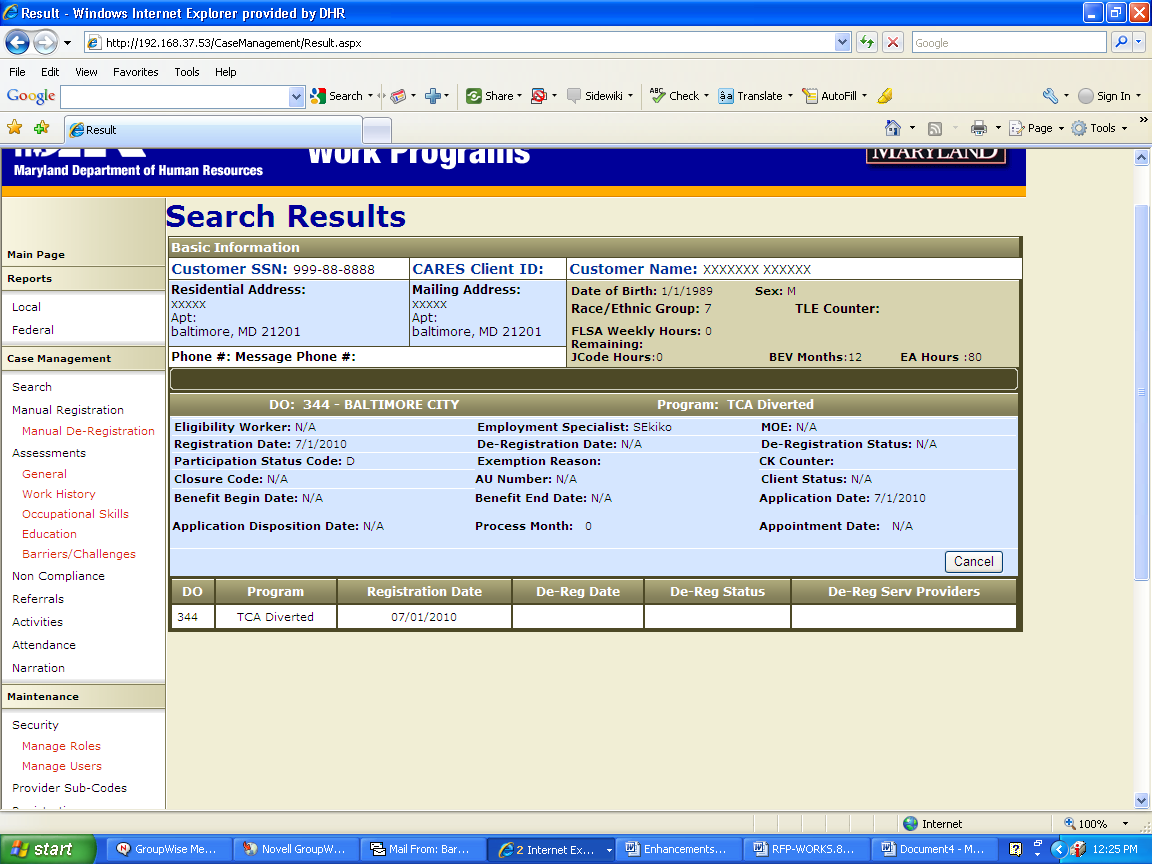 Result - Windows Internet Explorer provided by DHR
http://192.168.37.53/CaseManagement/Result.aspx
Google
File Edit View Favorites Tools Help
Google Search Share Sidewiki ABC Check Translate AutoFill Sign In
Result Page Tools
Work Programs
MARYLAND
Maryland Department of Human Resources
Search Results
Main Page
Reports
Local
Federal
Case Management
Search
Manual Registration
Manual De-Registration
Assessments
General
Work History
Occupational Skills
Education
Barriers/Challenges
Non Compliance
Referrals
Activities
Attendance
Narration
Maintenance
Security
Manage Roles
Manage Users
Provider Sub-Codes
Basic Information
Customer SSN: 999-88-8888 CARES Client ID: Customer Name: XXXXXXX XXXXXX
Residential Address:
XXXXX
Apt:
baltimore, MD 21201
Mailing Address:
XXXXX
Apt:
baltimore, MD 21201
Phone #: Message Phone #:
Date of Birth: 1/1/1989 Sex: M
Race/Ethnic Group: 7 TLE Counter:
FLSA Weekly Hours: 0
Remaining:
JCode Hours:0 BEV Months:12 EA Hours :80
DO: 344 - BALTIMORE CITY Program: TCA Diverted
Eligibility Worker: N/A Employment Specialist: SEkiko MOE: N/A
Registration Date: 7/1/2010 De-Registration Date: N/A De-Registration Status: N/A
Participation Status Code: D Exemption Reason: CK Counter:
Closure Code: N/A AU Number: N/A Client Status: N/A
Benefit Begin Date: N/A Benefit End Date: N/A Application Date: 7/1/2010
Application Disposition Date: N/A Process Month: 0 Appointment Date: N/A
Cancel
DO Program Registration Date De-Reg Date De-Reg Status De-Reg Serv Providers
344 TCA Diverted 07/01/2010
Internet 100%
start GroupWise Me... Novell GroupW... Mail From: Bar... 2 Internet Ex... Enhancements... RFP-WORKS.8... Document4 - M... 12:25 PM